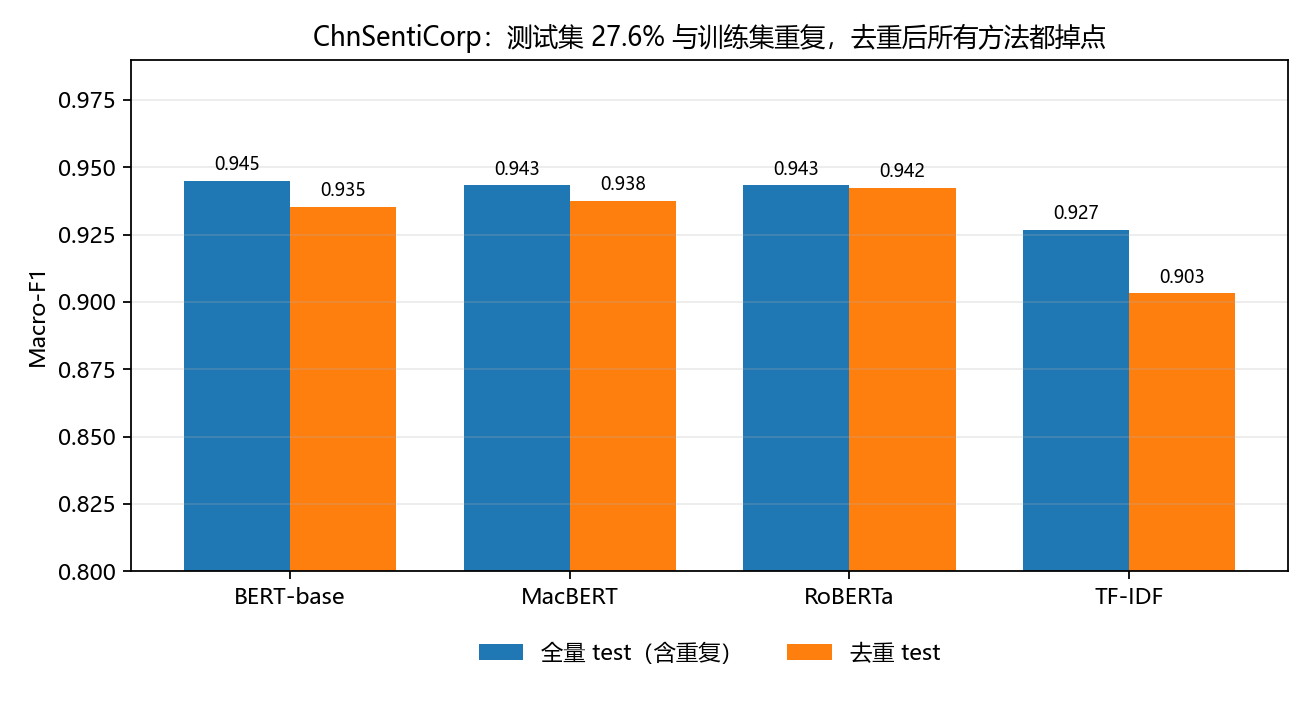 ChnSentiCorp：测试集 27.6% 与训练集重复，去重后所有方法都掉点
Macro-F1
0.975
0.950
0.925
0.900
0.875
0.850
0.825
0.800
0.945
0.935
0.943
0.938
0.943
0.942
0.927
0.903
BERT-base
MacBERT
RoBERTa
TF-IDF
全量 test（含重复）
去重 test